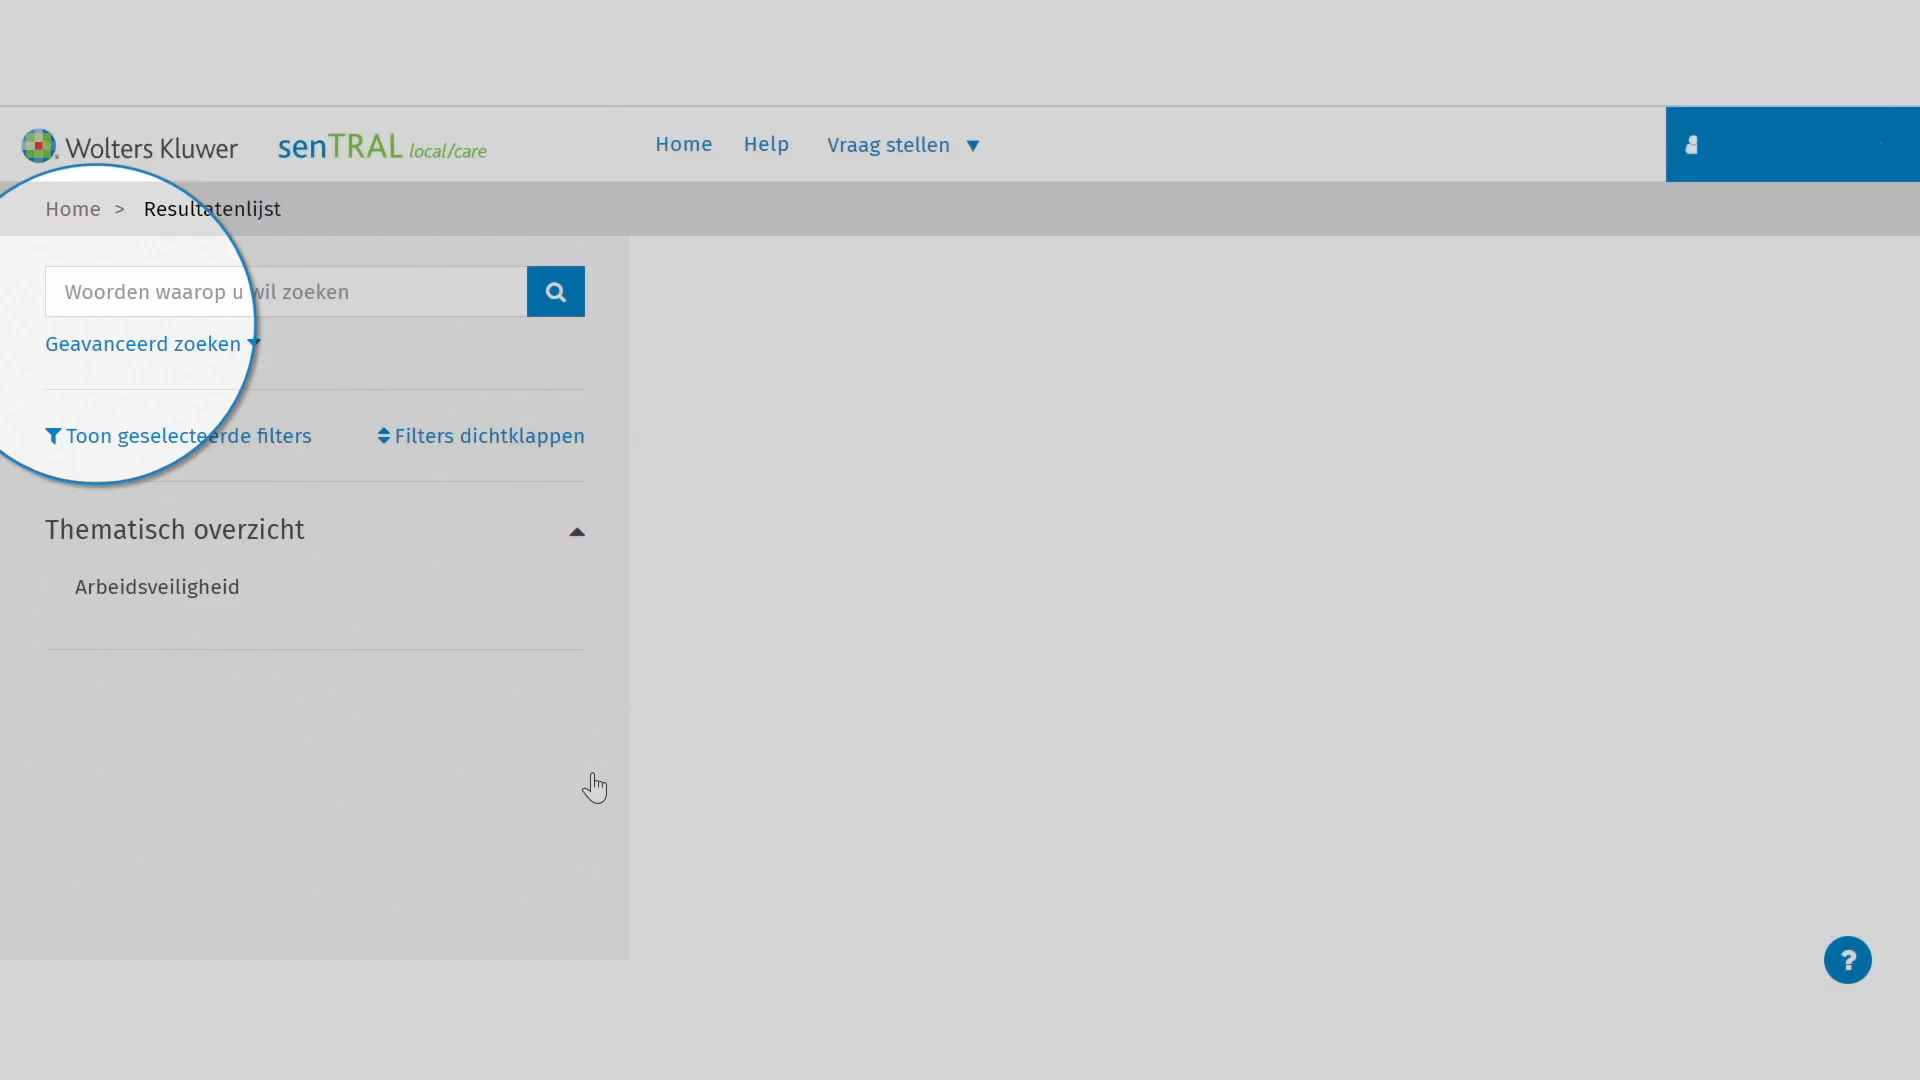 Wolters Kluwer
senTRAL local/care
Home Help Vraag stellen
Home > Resultatenlijst
Woorden waarop u wil zoeken
Geavanceerd zoeken
Toon geselecteerde filters Filters dichtklappen
Thematisch overzicht
Arbeidsveiligheid
?